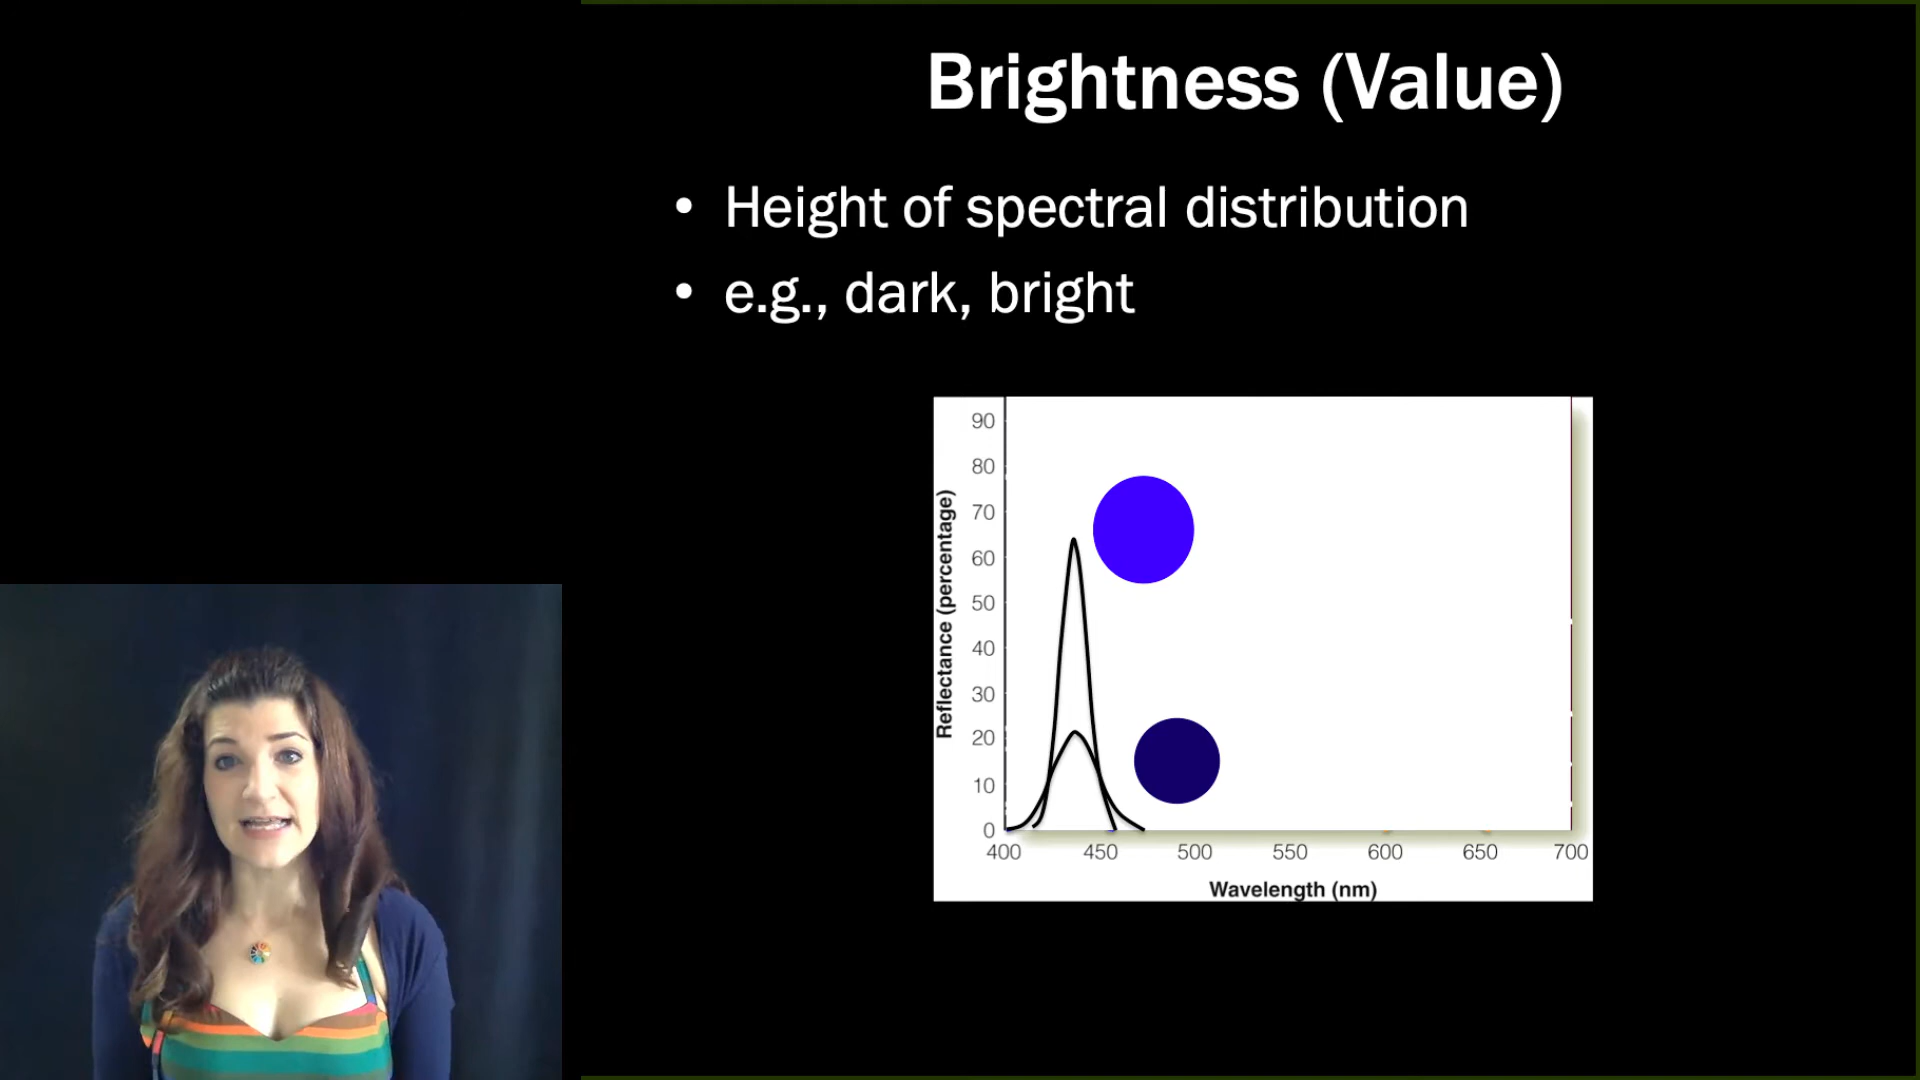 Brightness (Value)
• Height of spectral distribution
• e.g., dark, bright
90
80
70
60
50
40
30
20
10
0
Reflectance (percentage)
400 450 500 550 600 650 700
Wavelength (nm)